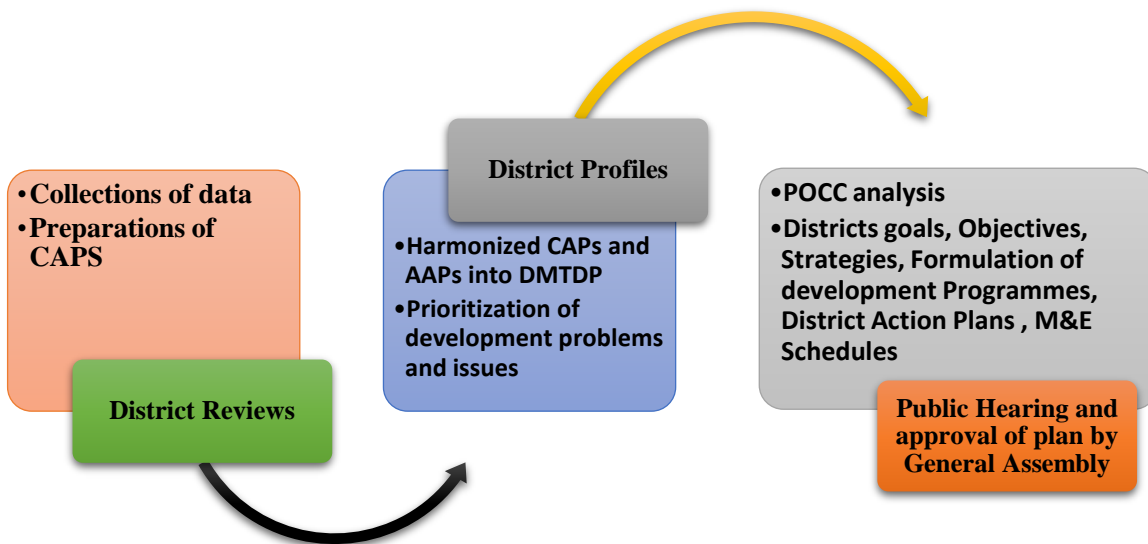 •Collections of data
•Preparations of
CAPS
District Reviews
District Profiles
•Harmonized CAPs and
AAPs into DMTDP
•Prioritization of
development problems
and issues
•POCC analysis
•Districts goals, Objectives,
Strategies, Formulation of
development Programmes,
District Action Plans , M&E
Schedules
Public Hearing and
approval of plan by
General Assembly